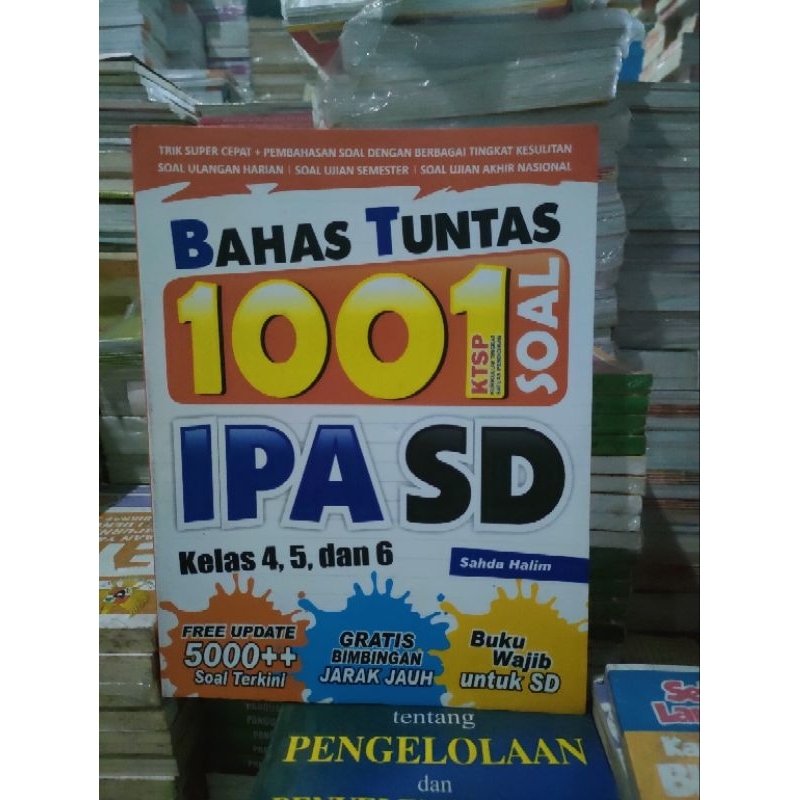 TRIK SUPER CEPAT + PEMBAHASAN SOAL DENGAN BERBAGAI TINGKAT KESULITAN
SOAL ULANGAN HARIAN | SOAL UJIAN SEMESTER | SOAL UJIAN AKHIR NASIONAL
BAHAS TUNTAS
1001 SOAL
KTSP
IPA SD
Kelas 4, 5, dan 6
Sahda Halim
FREE UPDATE
5000++
Soal Terkini
GRATIS
BIMBINGAN
JARAK JAUH
Buku
Wajib
untuk SD
tentang
PENGELOLAAN
dan